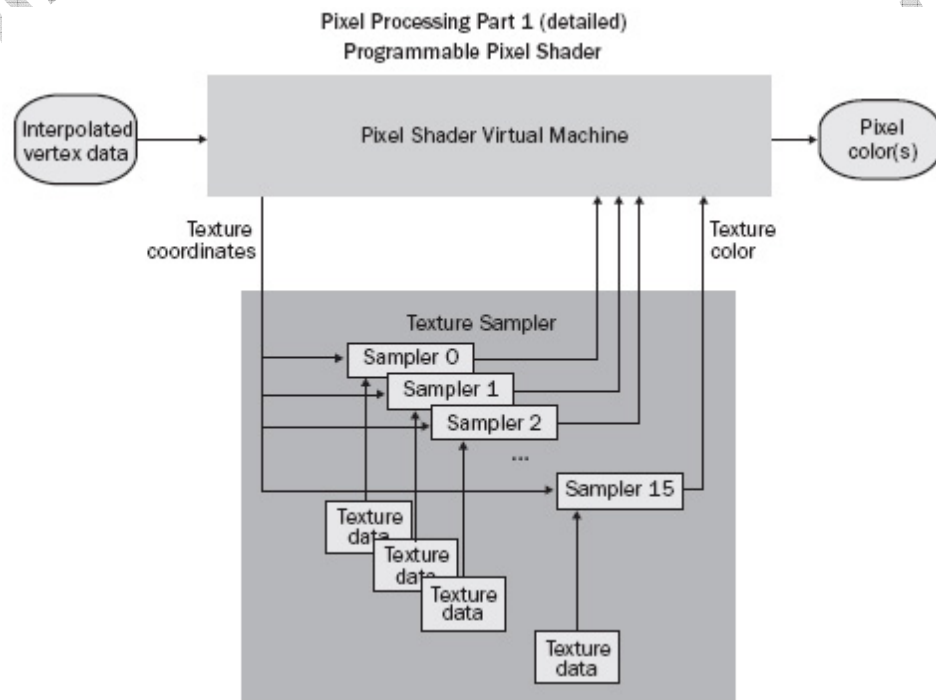 Pixel Processing Part 1 (detailed)
Programmable Pixel Shader
Interpolated
vertex data
Pixel Shader Virtual Machine
Pixel
color(s)
Texture
coordinates
Texture
color
Texture Sampler
Sampler 0
Sampler 1
Sampler 2
...
Sampler 15
Texture
data
Texture
data
Texture
data
Texture
data